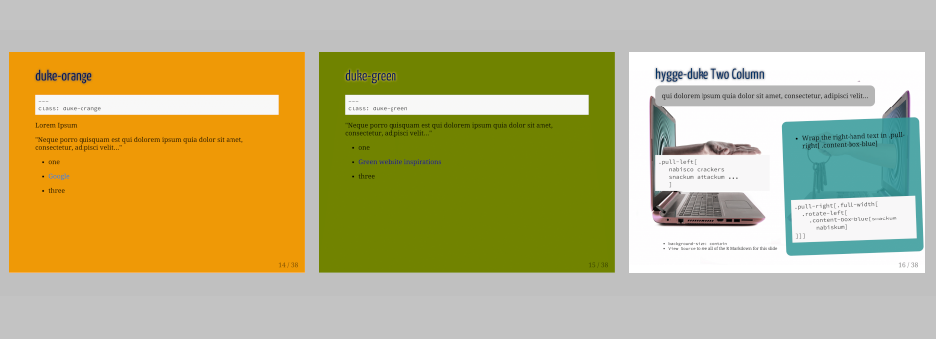 duke-orange
---
class: duke-orange
Lorem Ipsum
"Neque porro quisquam est qui dolorem ipsum quia dolor sit amet,
consectetur, adipisci velit..."
• one
• Google
• three
14 / 38
duke-green
---
class: duke-green
"Neque porro quisquam est qui dolorem ipsum quia dolor sit amet,
consectetur, adipisci velit..."
• one
• Green website inspirations
• three
15 / 38
hygge-duke Two Column
qui dolorem ipsum quia dolor sit amet, consectetur, adipisci velit...
.pull-left[
nabisco crackers
snackum attackum ...
]
• background-size: contain
• View Source to see all of the R Markdown for this slide
• Wrap the right-hand text in .pull-
right[ .content-box-blue]
.pull-right[.full-width[
.rotate-left[
.content-box-blue[snackum
nabiskum]
]]]
16 / 38